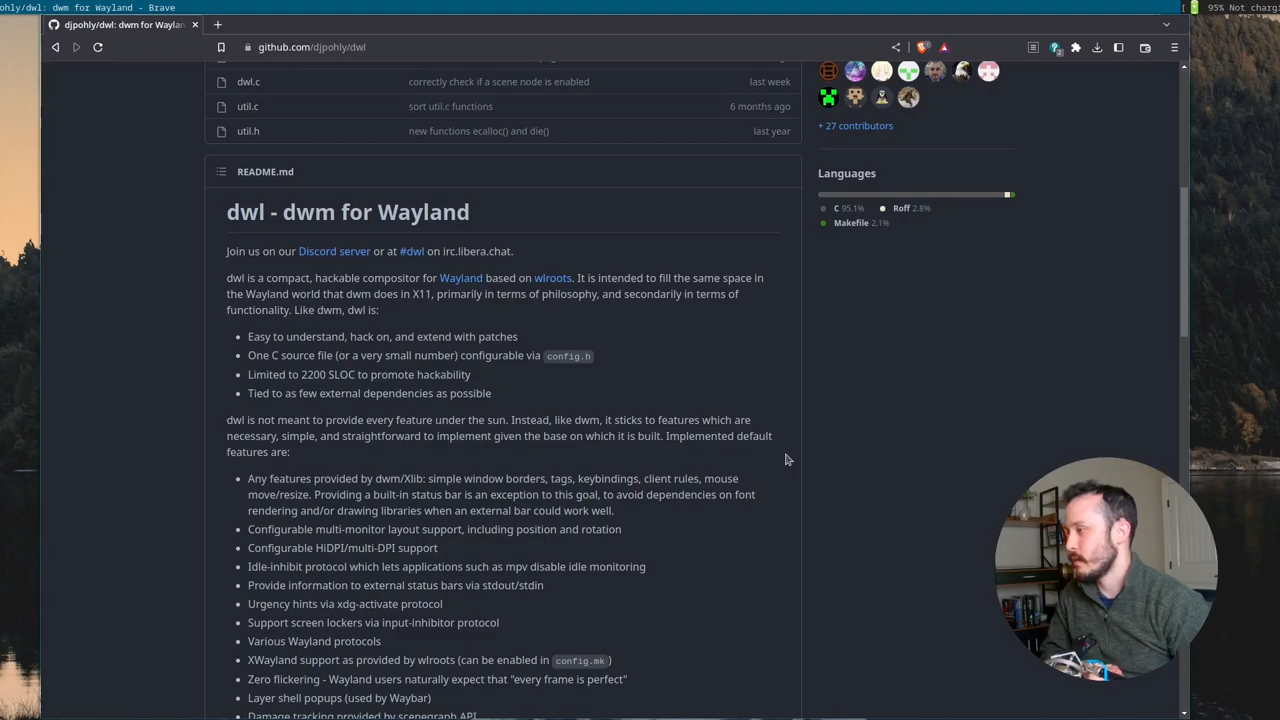 ohly/dwl: dwm for Wayland - Brave
[
95% Not chargi
djpohly/dwl: dwm for Waylan
github.com/djpohly/dwl
2
dwl.c correctly check if a scene node is enabled last week
util.c sort util.c functions 6 months ago
util.h new functions ecalloc() and die() last year
+ 27 contributors
Languages
C 95.1% Roff 2.8%
Makefile 2.1%
README.md
dwl - dwm for Wayland
Join us on our Discord server or at #dwl on irc.libera.chat.
dwl is a compact, hackable compositor for Wayland based on wlroots. It is intended to fill the same space in
the Wayland world that dwm does in X11, primarily in terms of philosophy, and secondarily in terms of
functionality. Like dwm, dwl is:
• Easy to understand, hack on, and extend with patches
• One C source file (or a very small number) configurable via config.h
• Limited to 2200 SLOC to promote hackability
• Tied to as few external dependencies as possible
dwl is not meant to provide every feature under the sun. Instead, like dwm, it sticks to features which are
necessary, simple, and straightforward to implement given the base on which it is built. Implemented default
features are:
• Any features provided by dwm/Xlib: simple window borders, tags, keybindings, client rules, mouse
move/resize. Providing a built-in status bar is an exception to this goal, to avoid dependencies on font
rendering and/or drawing libraries when an external bar could work well.
• Configurable multi-monitor layout support, including position and rotation
• Configurable HiDPI/multi-DPI support
• Idle-inhibit protocol which lets applications such as mpv disable idle monitoring
• Provide information to external status bars via stdout/stdin
• Urgency hints via xdg-activate protocol
• Support screen lockers via input-inhibitor protocol
• Various Wayland protocols
• XWayland support as provided by wlroots (can be enabled in config.mk)
• Zero flickering - Wayland users naturally expect that "every frame is perfect"
• Layer shell popups (used by Waybar)
• Damage tracking provided by scenegraph API